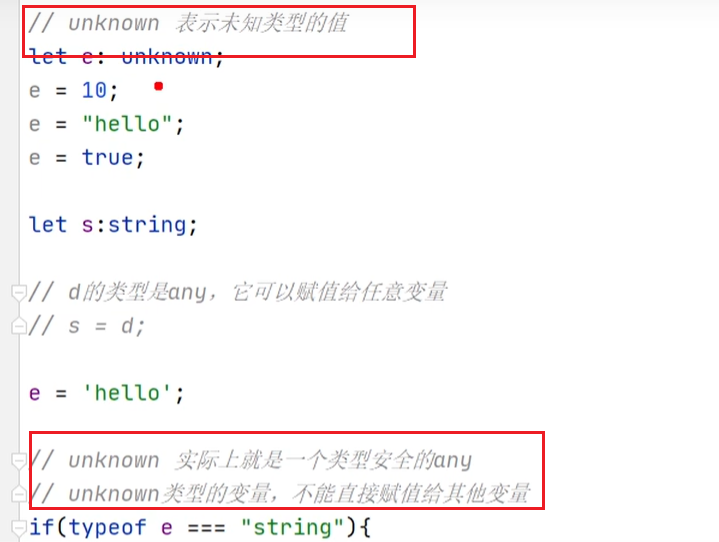 // unknown 表示未知类型的值
let e: unknown;
e = 10;
e = "hello";
e = true;
let s:string;
// d的类型是any，它可以赋值给任意变量
// s = d;
e = 'hello';
// unknown 实际上就是一个类型安全的any
// unknown类型的变量，不能直接赋值给其他变量
if(typeof e === "string"){